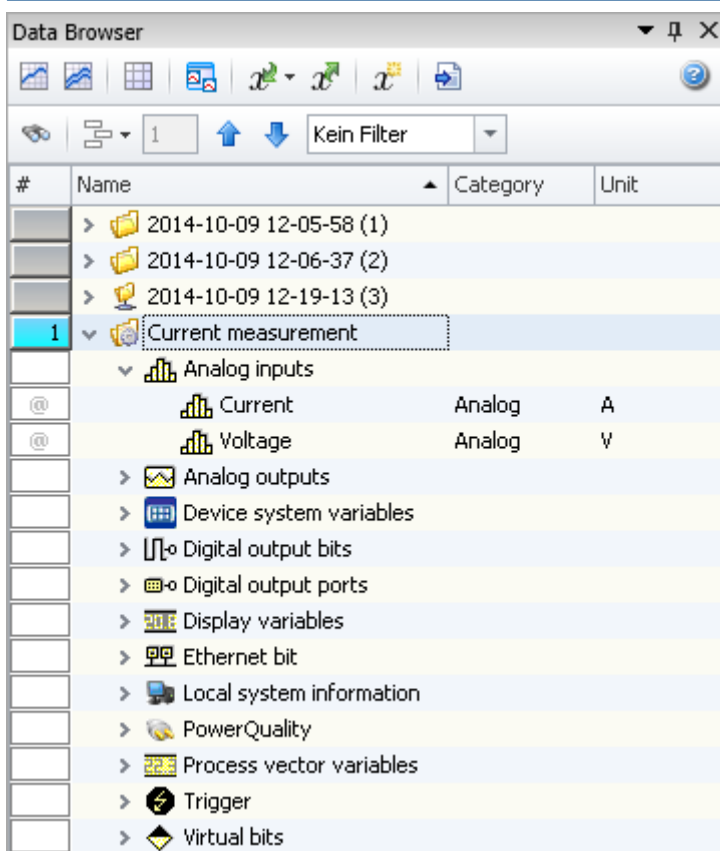 Data Browser
1 Kein Filter
# Name Category Unit
2014-10-09 12-05-58 (1)
2014-10-09 12-06-37 (2)
2014-10-09 12-19-13 (3)
1 Current measurement
Analog inputs
@ Current Analog A
@ Voltage Analog V
Analog outputs
Device system variables
Digital output bits
Digital output ports
Display variables
Ethernet bit
Local system information
PowerQuality
Process vector variables
Trigger
Virtual bits